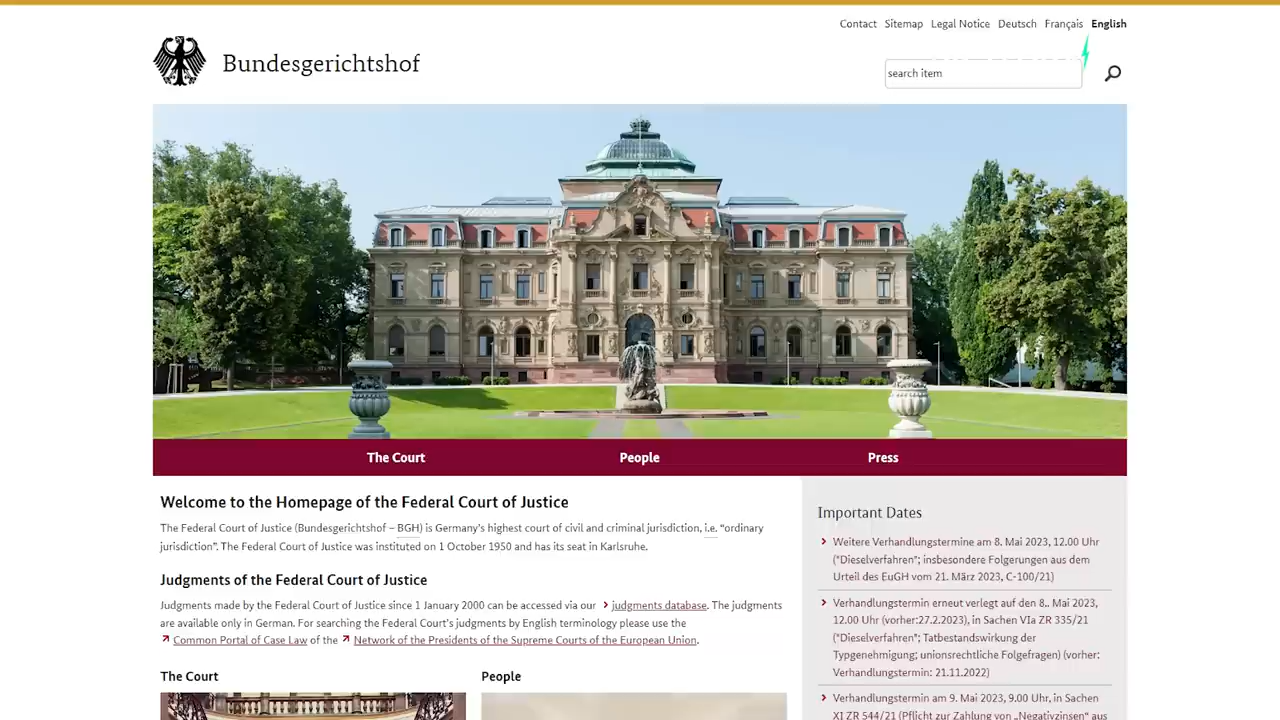 Contact Sitemap Legal Notice Deutsch Français English
Bundesgerichtshof
search item
The Court People Press
Welcome to the Homepage of the Federal Court of Justice
The Federal Court of Justice (Bundesgerichtshof – BGH) is Germany's highest court of civil and criminal jurisdiction, i.e. "ordinary
jurisdiction". The Federal Court of Justice was instituted on 1 October 1950 and has its seat in Karlsruhe.
Judgments of the Federal Court of Justice
Judgments made by the Federal Court of Justice since 1 January 2000 can be accessed via our judgments database. The judgments
are available only in German. For searching the Federal Court's judgments by English terminology please use the
Common Portal of Case Law of the Network of the Presidents of the Supreme Courts of the European Union.
The Court
People
Important Dates
Weitere Verhandlungstermine am 8. Mai 2023, 12.00 Uhr
("Dieselverfahren"; insbesondere Folgerungen aus dem
Urteil des EuGH vom 21. März 2023, C-100/21)
Verhandlungstermin erneut verlegt auf den 8.. Mai 2023,
12.00 Uhr (vorher:27.2.2023), in Sachen VIa ZR 335/21
("Dieselverfahren"; Tatbestandswirkung der
Typgenehmigung; unionsrechtliche Folgefragen) (vorher:
Verhandlungstermin: 21.11.2022)
Verhandlungstermin am 9. Mai 2023, 9.00 Uhr, in Sachen
XI ZR 544/21 (Pflicht zur Zahlung von „Negativzinsen" aus